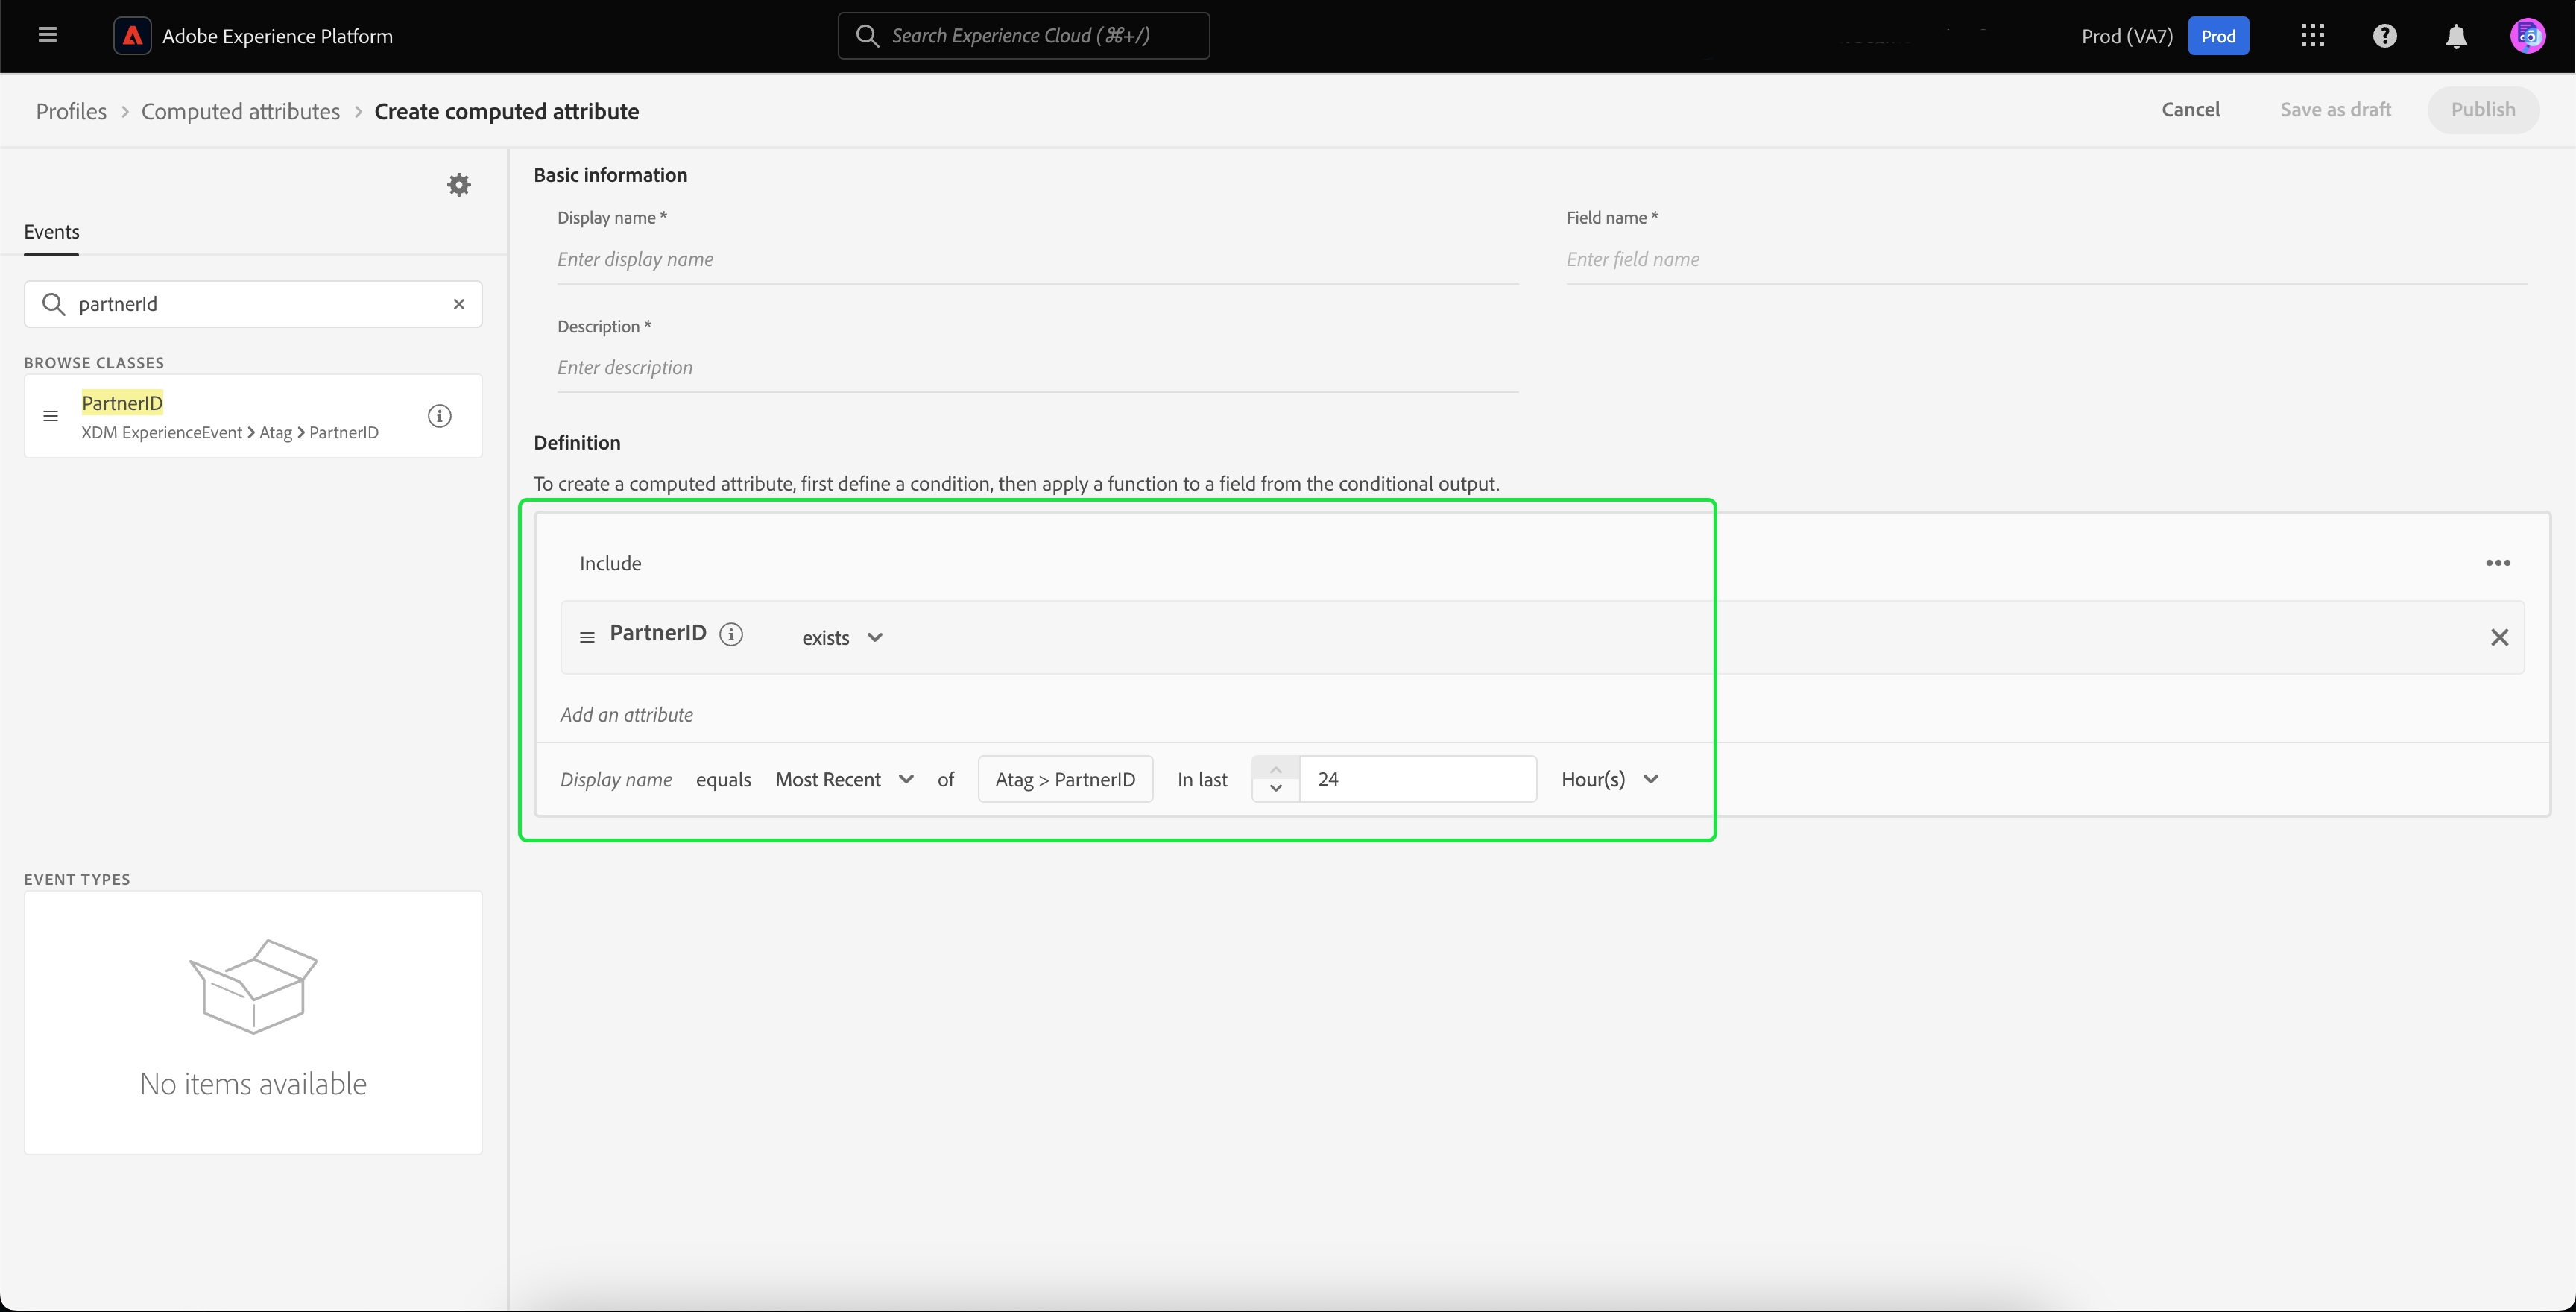 Adobe Experience Platform
Search Experience Cloud (⌘+/)
Prod (VA7)
Prod
Profiles > Computed attributes > Create computed attribute
Cancel
Save as draft
Publish
Events
partnerId
BROWSE CLASSES
PartnerID
XDM ExperienceEvent > Atag > PartnerID
EVENT TYPES
No items available
Basic information
Display name *
Enter display name
Field name *
Enter field name
Description *
Enter description
Definition
To create a computed attribute, first define a condition, then apply a function to a field from the conditional output.
Include
PartnerID exists
Add an attribute
Display name equals Most Recent of Atag > PartnerID In last 24 Hour(s)